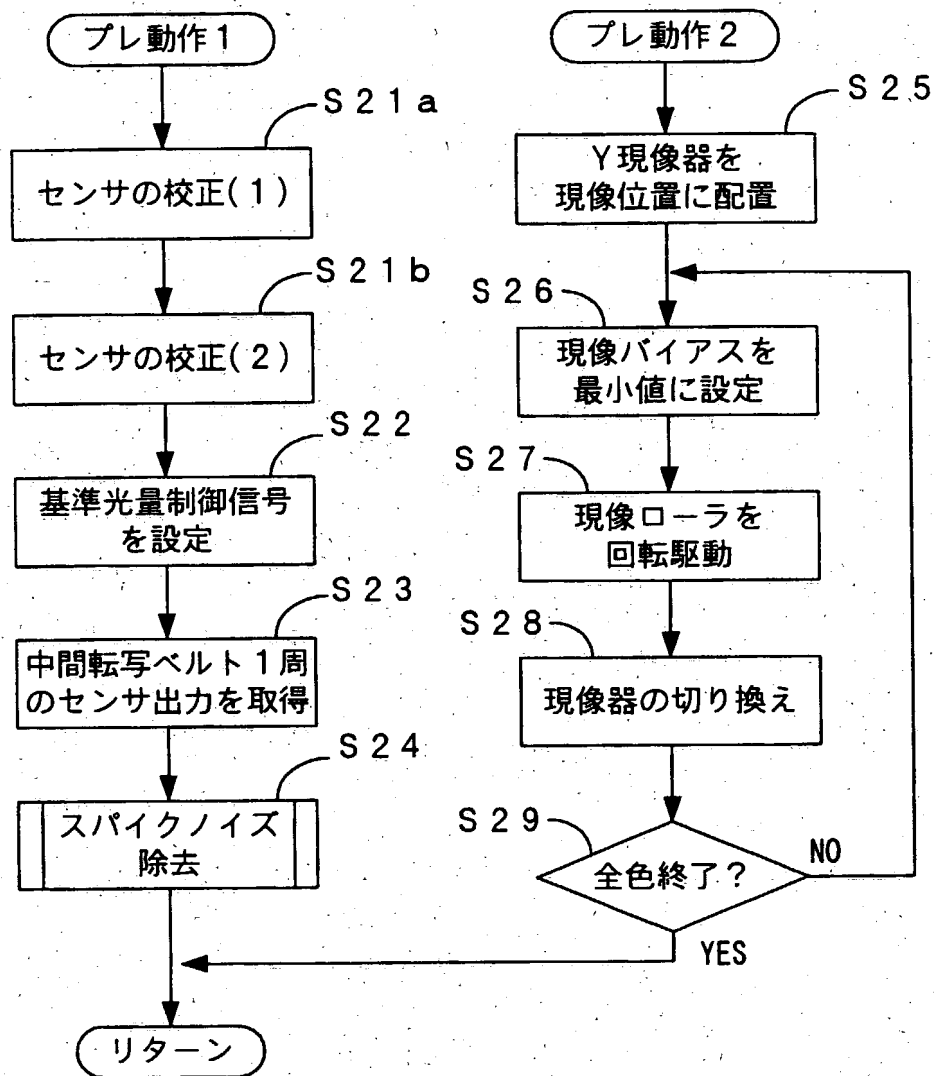 プレ動作1
S21a
センサの校正(1)
S21b
センサの校正(2)
S22
基準光量制御信号
を設定
S23
中間転写ベルト1周
のセンサ出力を取得
S24
スパイクノイズ
除去
リターン
プレ動作2
S25
Y現像器を
現像位置に配置
S26
現像バイアスを
最小値に設定
S27
現像ローラを
回転駆動
S28
現像器の切り換え
S29
全色終了?
NO
YES